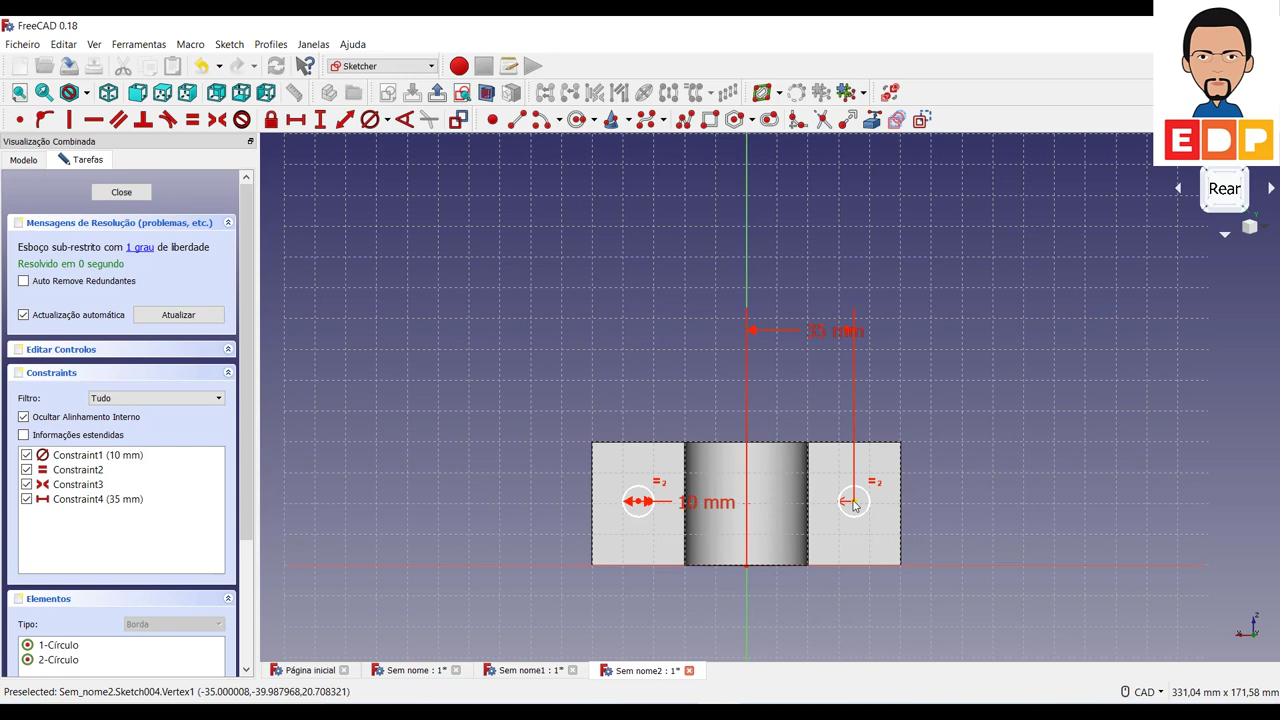 FreeCAD 0.18
Ficheiro Editar Ver Ferramentas Macro Sketch Profiles Janelas Ajuda
Sketcher
EDP
Visualização Combinada
Modelo Tarefas
Rear
Close
Mensagens de Resolução (problemas, etc.)
Esboço sub-restrito com 1 grau de liberdade
Resolvido em 0 segundo
Auto Remove Redundantes
Actualização automática Atualizar
35 mm
Editar Controlos
Constraints
Filtro: Tudo
Ocultar Alinhamento Interno
Informações estendidas
Constraint1 (10 mm)
Constraint2
Constraint3
Constraint4 (35 mm)
=2 =2
10 mm
Elementos
Tipo: Borda
1-Círculo
2-Círculo
Página inicial Sem nome : 1* Sem nome1 : 1* Sem nome2 : 1*
Preselected: Sem_nome2.Sketch004.Vertex1 (-35.000008,-39.987968,20.708321) CAD 331,04 mm x 171,58 mm